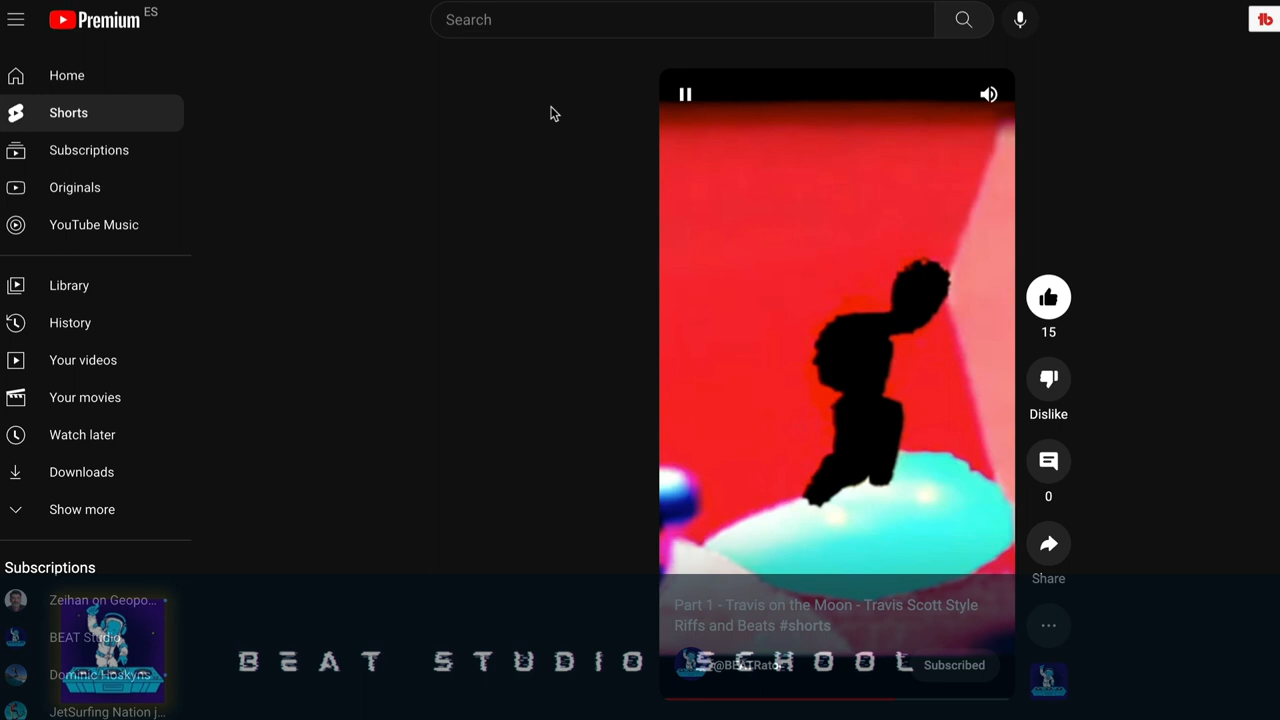 Premium ES
Search
tb
Home
Shorts
Subscriptions
Originals
YouTube Music
Library
History
Your videos
Your movies
Watch later
Downloads
Show more
Subscriptions
Zeihan on Geopo...
BEAT Studio
Dominic Hoskyns
JetSurfing Nation j...
15
Dislike
0
Share
Part 1 - Travis on the Moon - Travis Scott Style
Riffs and Beats #shorts
Subscribed
BEAT STUDIO SCHOOL